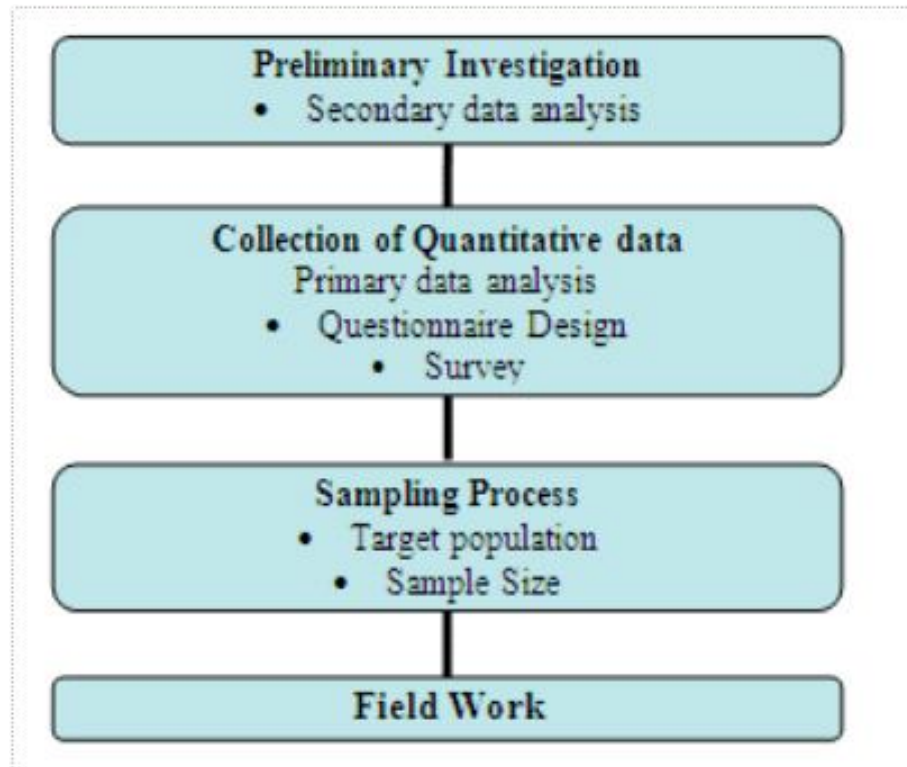 Preliminary Investigation
• Secondary data analysis
Collection of Quantitative data
Primary data analysis
• Questionnaire Design
• Survey
Sampling Process
• Target population
• Sample Size
Field Work